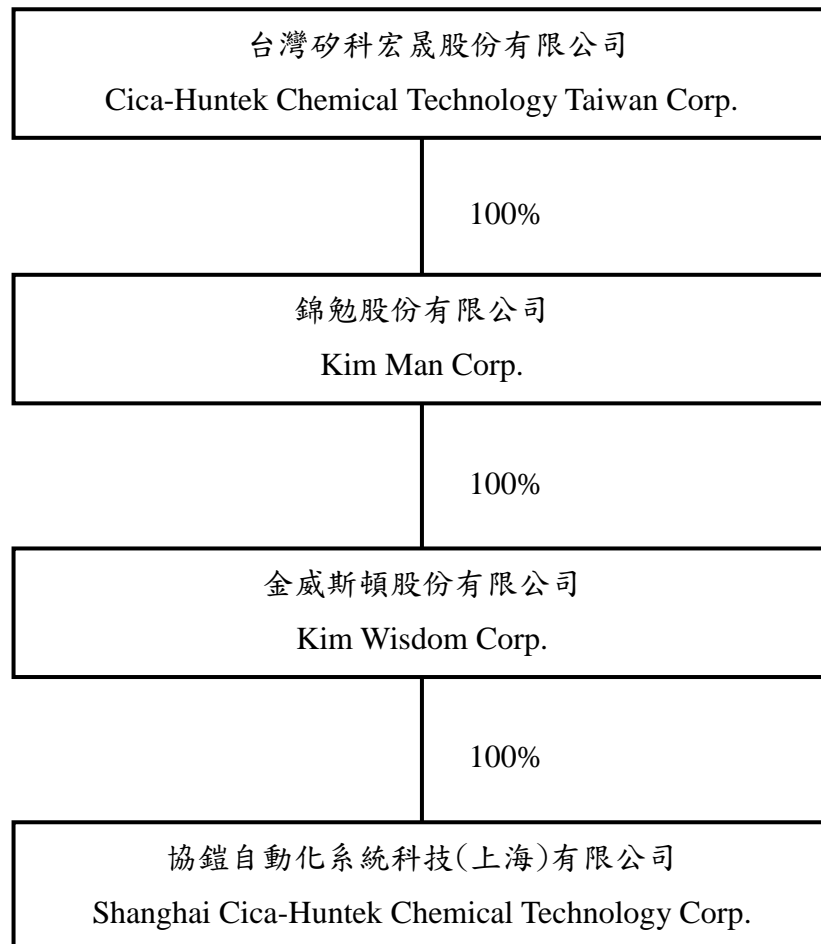 台灣矽科宏晟股份有限公司
Cica-Huntek Chemical Technology Taiwan Corp.
100%
錦勉股份有限公司
Kim Man Corp.
100%
金威斯頓股份有限公司
Kim Wisdom Corp.
100%
協鎧自動化系統科技(上海)有限公司
Shanghai Cica-Huntek Chemical Technology Corp.